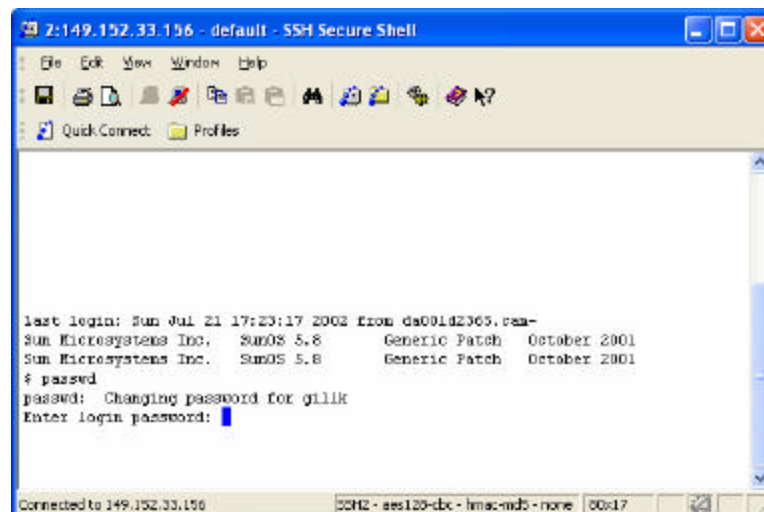 2:149.152.33.156 - default - SSH Secure Shell
File Edit View Window Help
Quick Connect Profiles
Last login: Sun Jul 21 17:23:17 2002 from da001d2365.ram-
Sun Microsystems Inc. SunOS 5.8 Generic Patch October 2001
Sun Microsystems Inc. SunOS 5.8 Generic Patch October 2001
$ passwd
passwd: Changing password for gillk
Enter login password:
Connected to 149.152.33.156 SSH2 - aes128-cbc - hmac-md5 - none 80x17